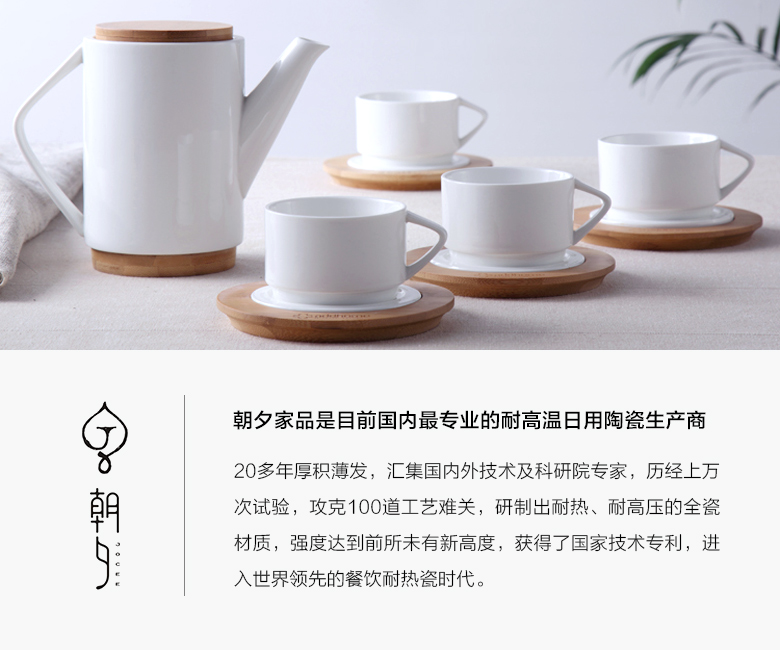 朝夕家品是目前国内最专业的耐高温日用陶瓷生产商
20多年厚积薄发，汇集国内外技术及科研院专家，历经上万
次试验，攻克100道工艺难关，研制出耐热、耐高压的全瓷
材质，强度达到前所未有新高度，获得了国家技术专利，进
入世界领先的餐饮耐热瓷时代。
朝夕